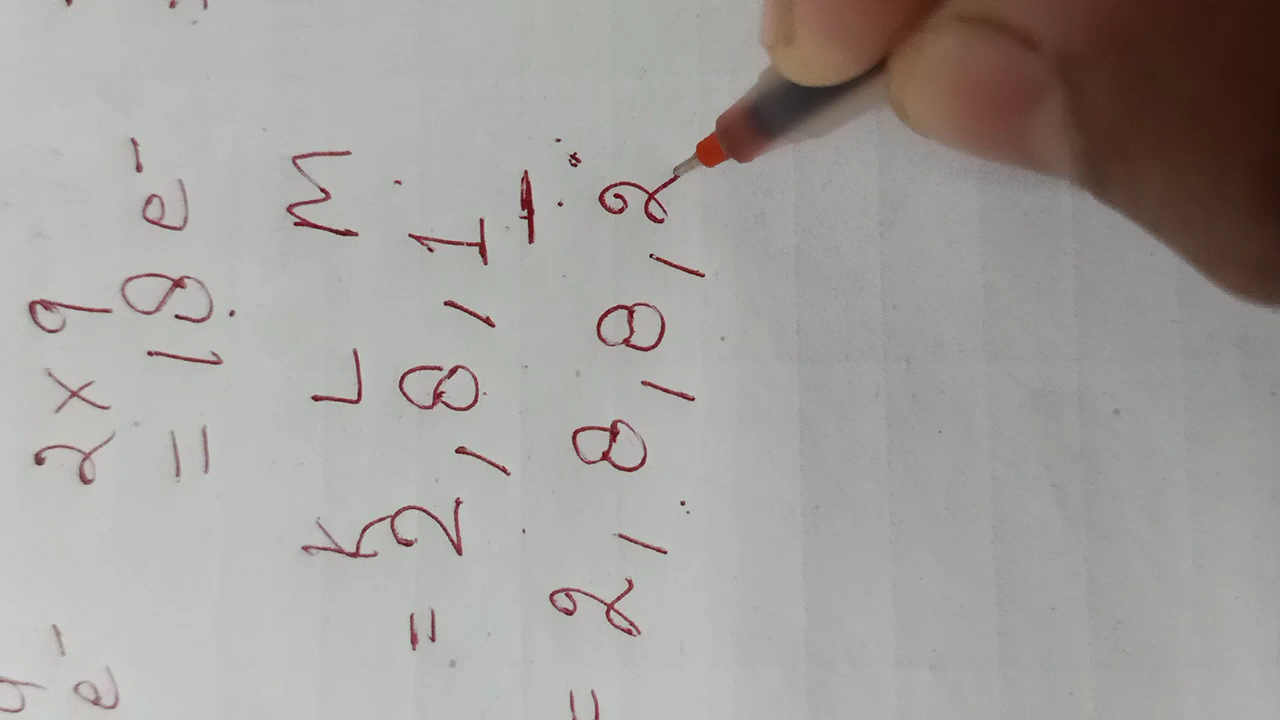 2 × 9
e⁻ = 18 e⁻
K L M
= 2, 8, 1
= 2, 8, 8, 2